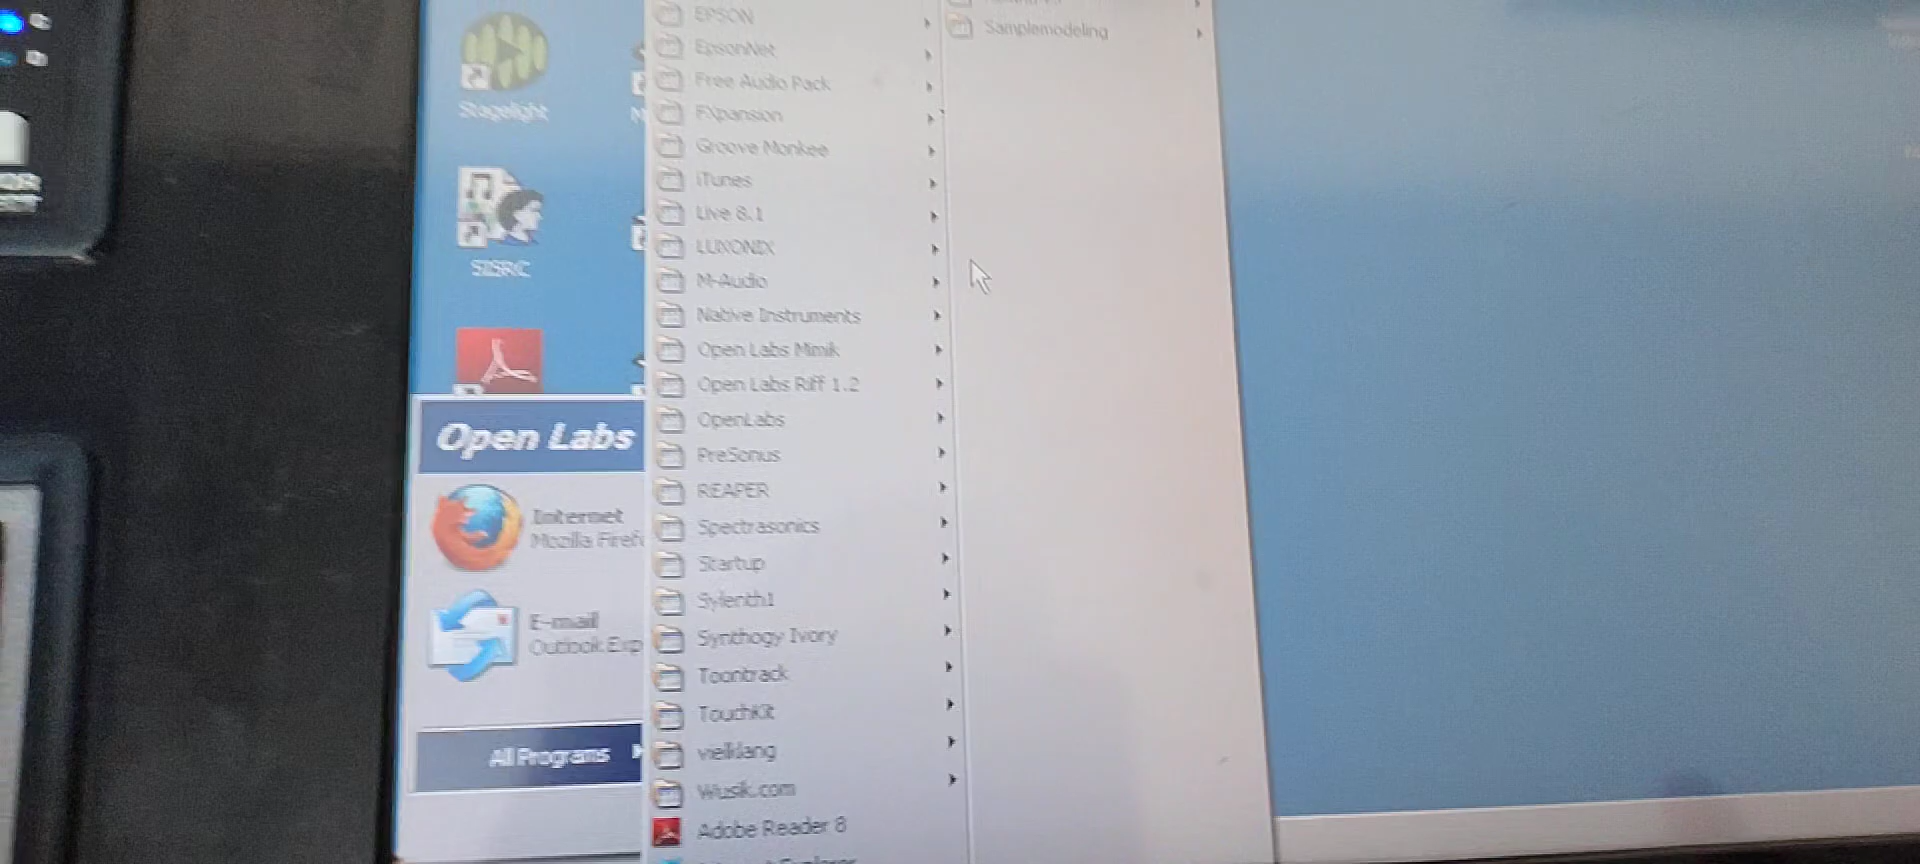 Stagelight
SISRC
Open Labs
Internet
Mozilla Firef
E-mail
Outlook Exp
All Programs
EPSON
EpsonNet
Free Audio Pack
FXpansion
Groove Monkee
iTunes
Live 8.1
LUXONIX
M-Audio
Native Instruments
Open Labs Mimik
Open Labs Riff 1.2
OpenLabs
PreSonus
REAPER
Spectrasonics
Startup
Sylenth1
Synthogy Ivory
Toontrack
TouchKit
vielklang
Wusik.com
Adobe Reader 8
Samplemodeling